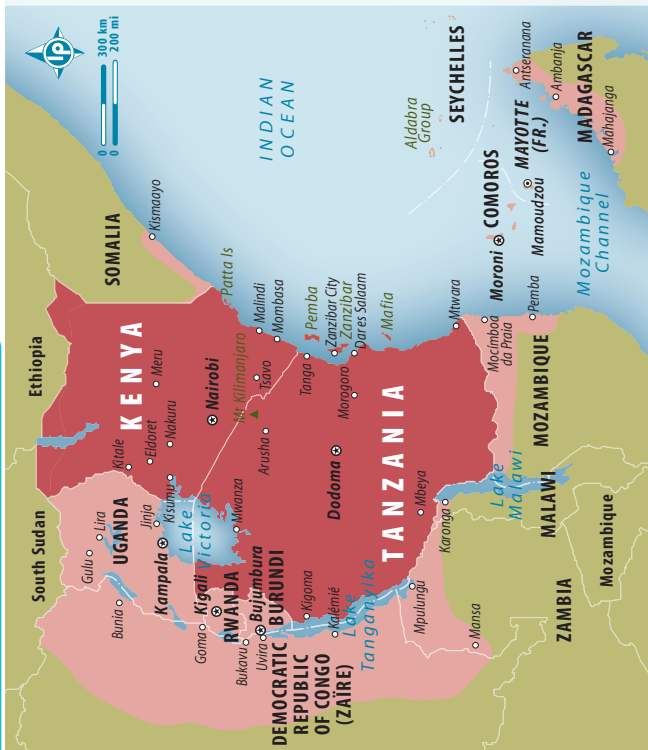 Ethiopia
South Sudan
IP
300 km
200 mi
0
0
SOMALIA
Kismaayo
KENYA
Gulu
Lira
Kitale
Eldoret
Meru
UGANDA
Bunia
Jinja
Kisumu
Nakuru
Kampala
Nairobi
Lake
Victoria
Kigali
Goma
RWANDA
Mwanza
Mt Kilimanjaro
Patta Is
INDIAN
OCEAN
Bukavu
Bujumbura
Uvira
BURUNDI
Arusha
Tsavo
Malindi
Mombasa
DEMOCRATIC
REPUBLIC
OF CONGO
(ZAÏRE)
Kigoma
Kalémié
Tanga
Pemba
Zanzibar City
Zanzibar
Dares Salaam
Dodoma
Morogoro
Mafia
Lake
Tanganyika
TANZANIA
Mbeya
Mpulungu
Karonga
Mtwara
Aldabra
Group
SEYCHELLES
Mansa
Lake
Malawi
Mocimboa
da Praia
Moroni
COMOROS
MAYOTTE
(FR.)
Mamoudzou
Antseranana
Ambanja
MADAGASCAR
Mahajanga
Pemba
MOZAMBIQUE
MALAWI
ZAMBIA
Mozambique
Mozambique
Channel